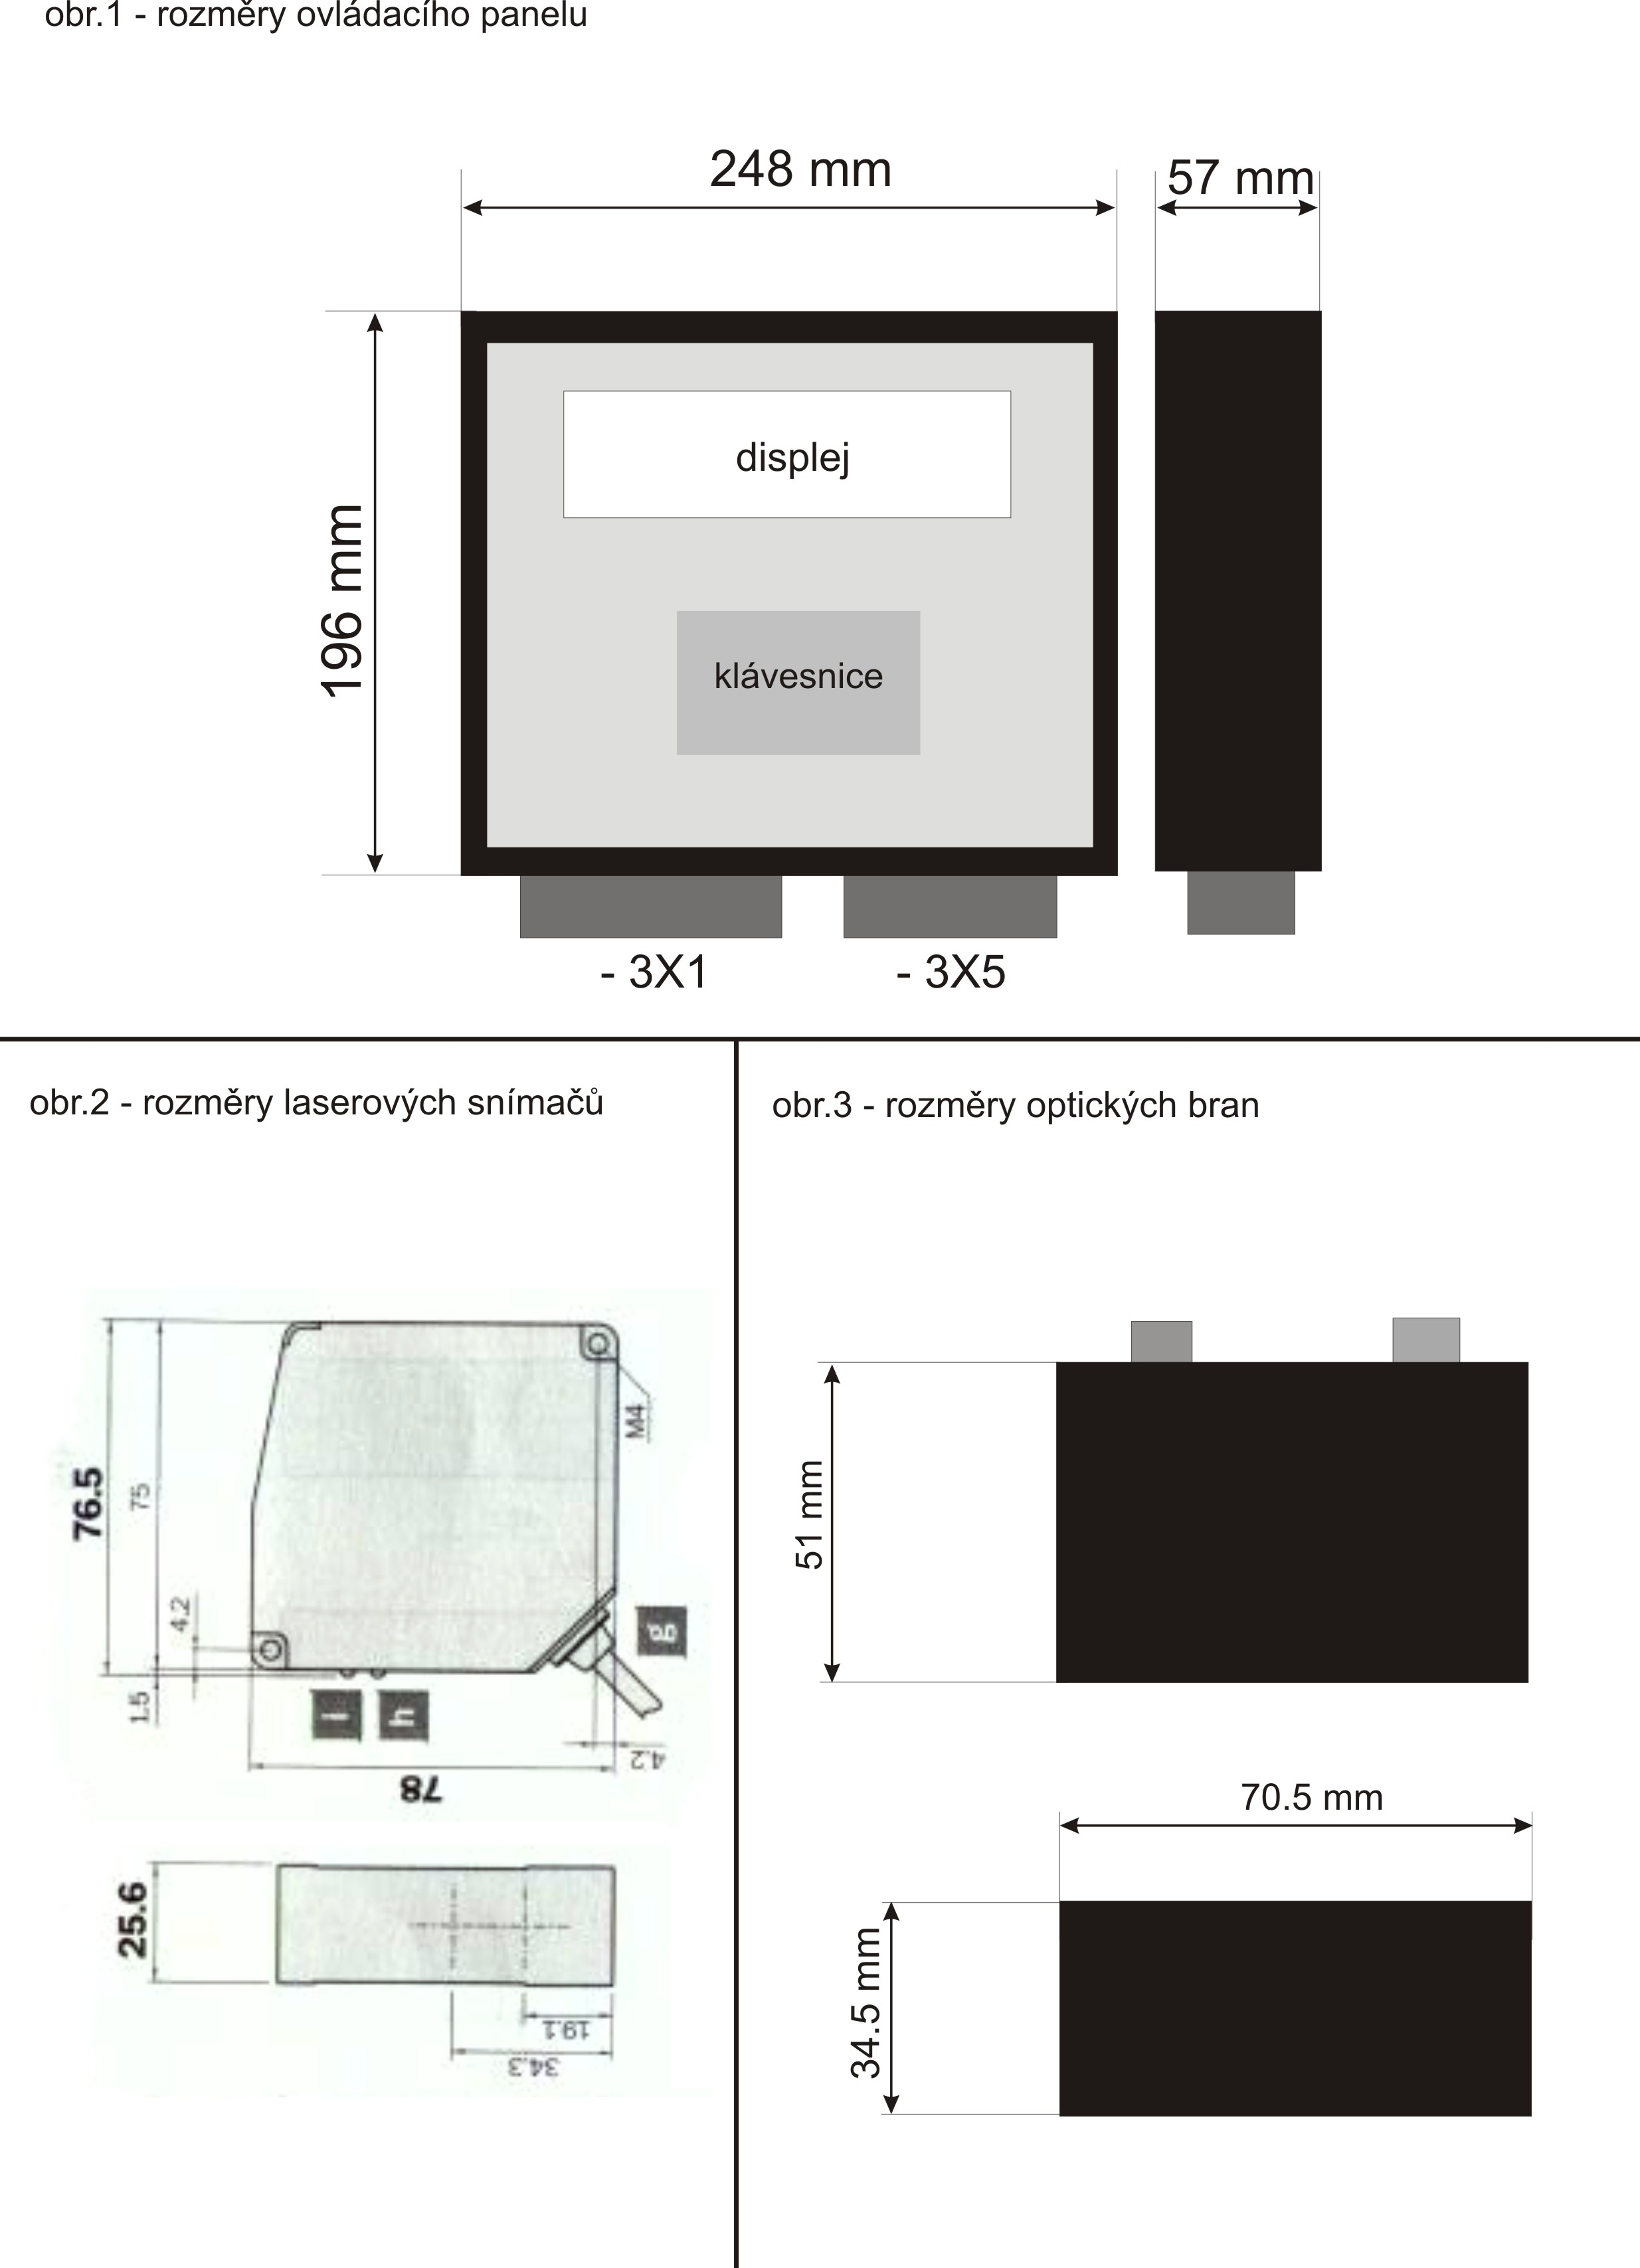 obr.1 - rozměry ovládacího panelu
248 mm
57 mm
196 mm
displej
klávesnice
- 3X1
- 3X5
obr.2 - rozměry laserových snímačů
76.5
75
M4
4.2
1.5
g
h
4.2
78
25.6
19.1
34.3
obr.3 - rozměry optických bran
51 mm
70.5 mm
34.5 mm